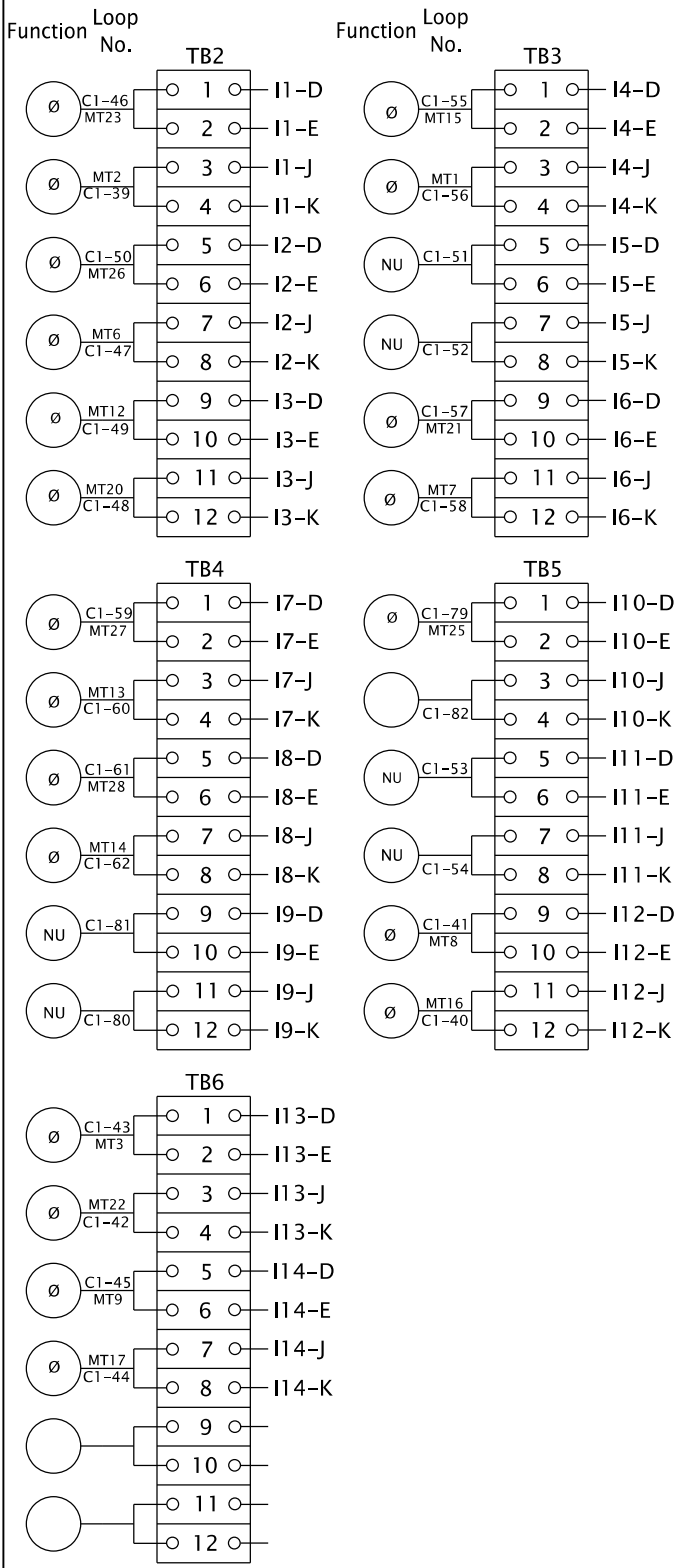 Function Loop No.
TB2
Ø C1-46 MT23 1 I1-D
2 I1-E
Ø MT2 C1-39 3 I1-J
4 I1-K
Ø C1-50 MT26 5 I2-D
6 I2-E
Ø MT6 C1-47 7 I2-J
8 I2-K
Ø MT12 C1-49 9 I3-D
10 I3-E
Ø MT20 C1-48 11 I3-J
12 I3-K
Function Loop No.
TB3
Ø C1-55 MT15 1 I4-D
2 I4-E
Ø MT1 C1-56 3 I4-J
4 I4-K
NU C1-51 5 I5-D
6 I5-E
NU C1-52 7 I5-J
8 I5-K
Ø C1-57 MT21 9 I6-D
10 I6-E
Ø MT7 C1-58 11 I6-J
12 I6-K
TB4
Ø C1-59 MT27 1 I7-D
2 I7-E
Ø MT13 C1-60 3 I7-J
4 I7-K
Ø C1-61 MT28 5 I8-D
6 I8-E
Ø MT14 C1-62 7 I8-J
8 I8-K
NU C1-81 9 I9-D
10 I9-E
NU C1-80 11 I9-J
12 I9-K
TB5
Ø C1-79 MT25 1 I10-D
2 I10-E
C1-82 3 I10-J
4 I10-K
NU C1-53 5 I11-D
6 I11-E
NU C1-54 7 I11-J
8 I11-K
Ø C1-41 MT8 9 I12-D
10 I12-E
Ø MT16 C1-40 11 I12-J
12 I12-K
TB6
Ø C1-43 MT3 1 I13-D
2 I13-E
Ø MT22 C1-42 3 I13-J
4 I13-K
Ø C1-45 MT9 5 I14-D
6 I14-E
Ø MT17 C1-44 7 I14-J
8 I14-K
9
10
11
12